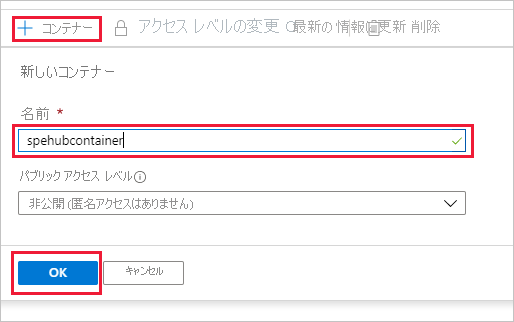 + コンテナー アクセス レベルの変更 最新の情報に更新 削除
新しいコンテナー
名前 *
spehubcontainer
パブリック アクセス レベル
非公開 (匿名アクセスはありません)
OK キャンセル